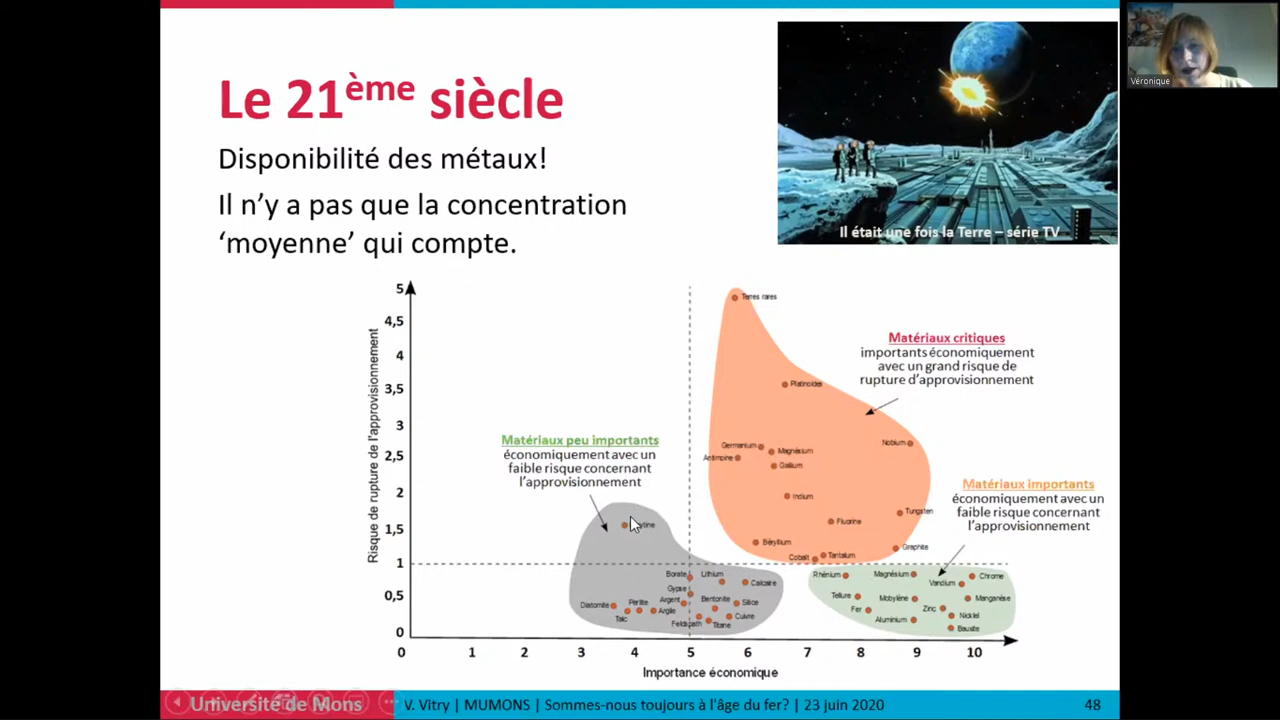 Le 21ème siècle
Disponibilité des métaux!
Il n'y a pas que la concentration
'moyenne' qui compte.
Il était une fois la Terre – série TV
Véronique
Risque de rupture de l'approvisionnement
5
4,5
4
3,5
3
2,5
2
1,5
1
0,5
0
0
1
2
3
4
5
6
7
8
9
10
Importance économique
Matériaux peu importants
économiquement avec un
faible risque concernant
l'approvisionnement
Matériaux critiques
importants économiquement
avec un grand risque de
rupture d'approvisionnement
Matériaux importants
économiquement avec un
faible risque concernant
l'approvisionnement
Terres rares
Platinoïdes
Germanium
Magnésium
Antimoine
Gallium
Niobium
Indium
Tungsten
Fluorine
Béryllium
Graphite
Cobalt
Tantalum
Borate
Lithium
Calcaire
Gypse
Diatomite
Perlite
Argent
Bentonite
Silice
Talc
Argile
Feldspath
Titane
Cuivre
Rhénium
Magnésium
Chrome
Vandium
Tellure
Mobylène
Manganèse
Fer
Zinc
Nickel
Aluminium
Bauxite
Université de Mons
V. Vitry | MUMONS | Sommes-nous toujours à l'âge du fer? | 23 juin 2020
48